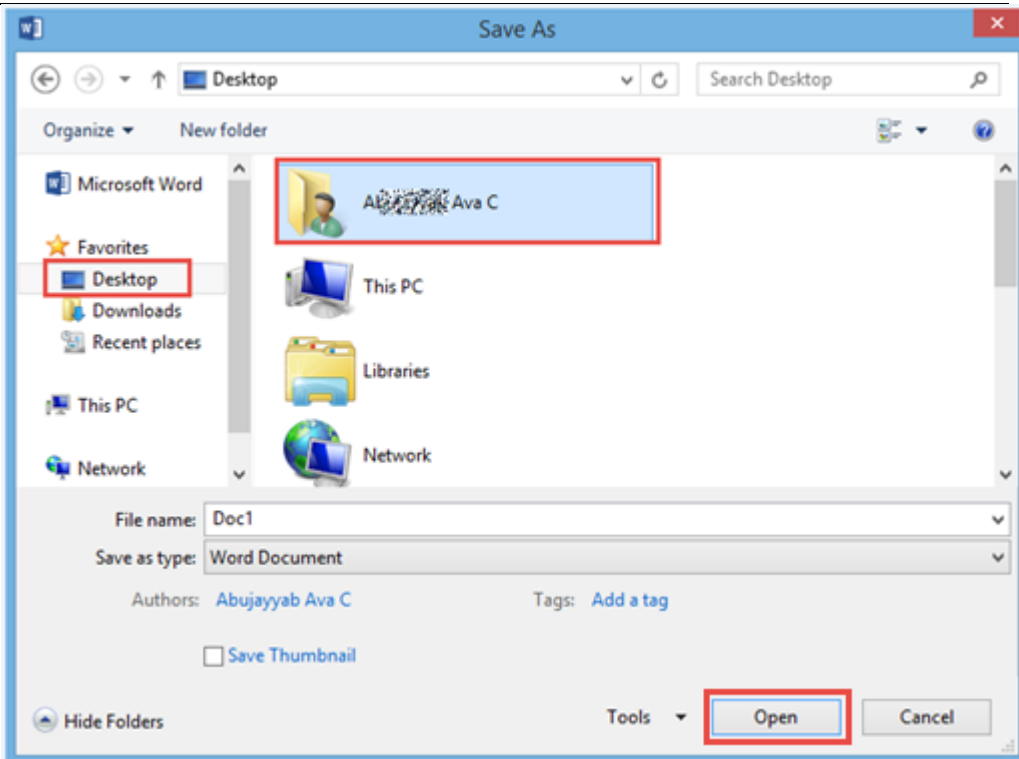 Save As
Desktop
Search Desktop
Organize
New folder
Microsoft Word
Favorites
Desktop
Downloads
Recent places
This PC
Network
Ava C
This PC
Libraries
Network
File name: Doc1
Save as type: Word Document
Authors: Abujayyab Ava C Tags: Add a tag
Save Thumbnail
Hide Folders Tools Open Cancel